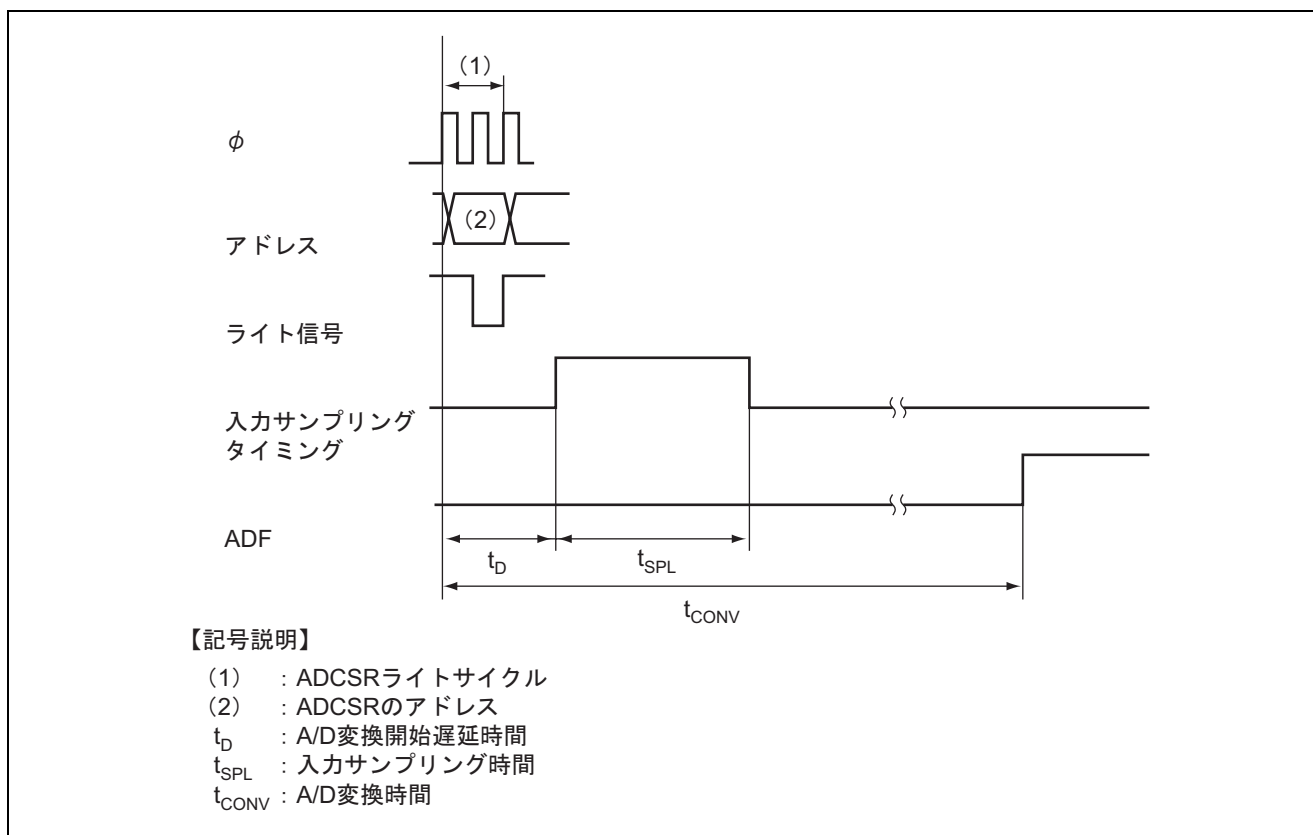 （1）
φ
（2）
アドレス
ライト信号
入力サンプリング
タイミング
ADF
tD
tSPL
tCONV
【記号説明】
（1）：ADCSRライトサイクル
（2）：ADCSRのアドレス
tD：A/D変換開始遅延時間
tSPL：入力サンプリング時間
tCONV：A/D変換時間